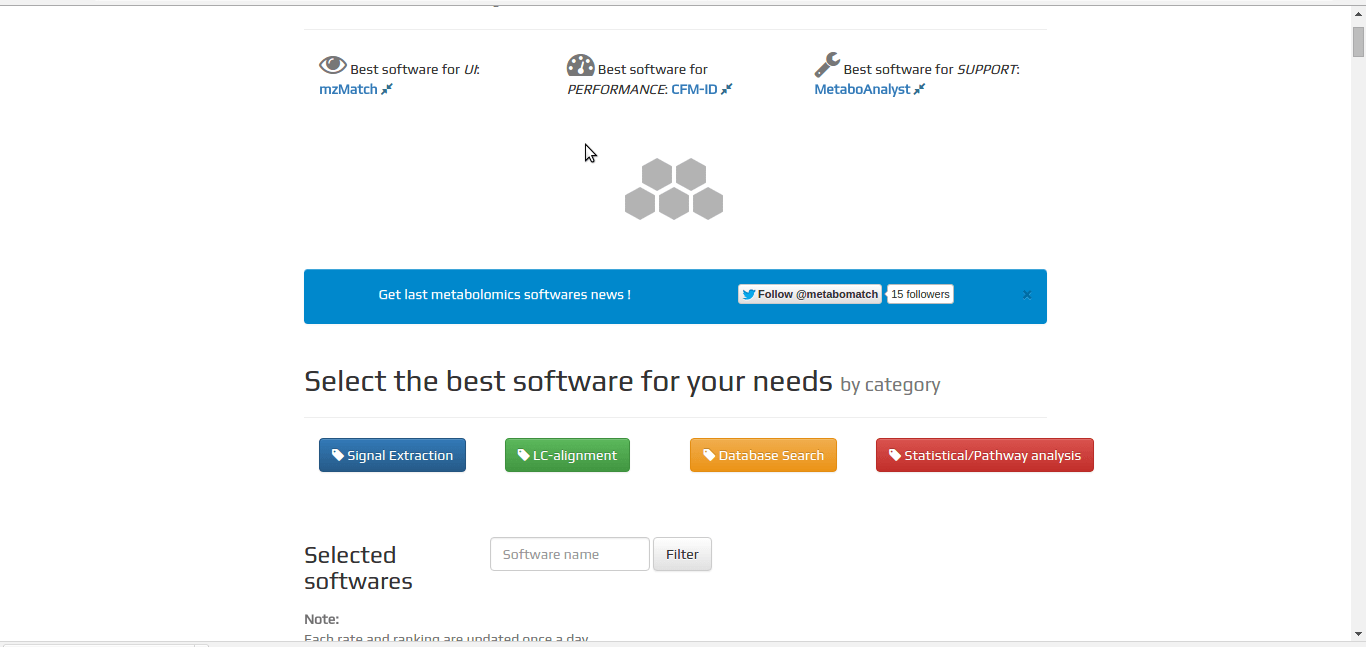 Best software for UI:
mzMatch
Best software for
PERFORMANCE: CFM-ID
Best software for SUPPORT:
MetaboAnalyst
Get last metabolomics softwares news !
Follow @metabomatch
15 followers
×
Select the best software for your needs by category
Signal Extraction
LC-alignment
Database Search
Statistical/Pathway analysis
Selected
softwares
Software name
Filter
Note:
Each rate and ranking are updated once a day